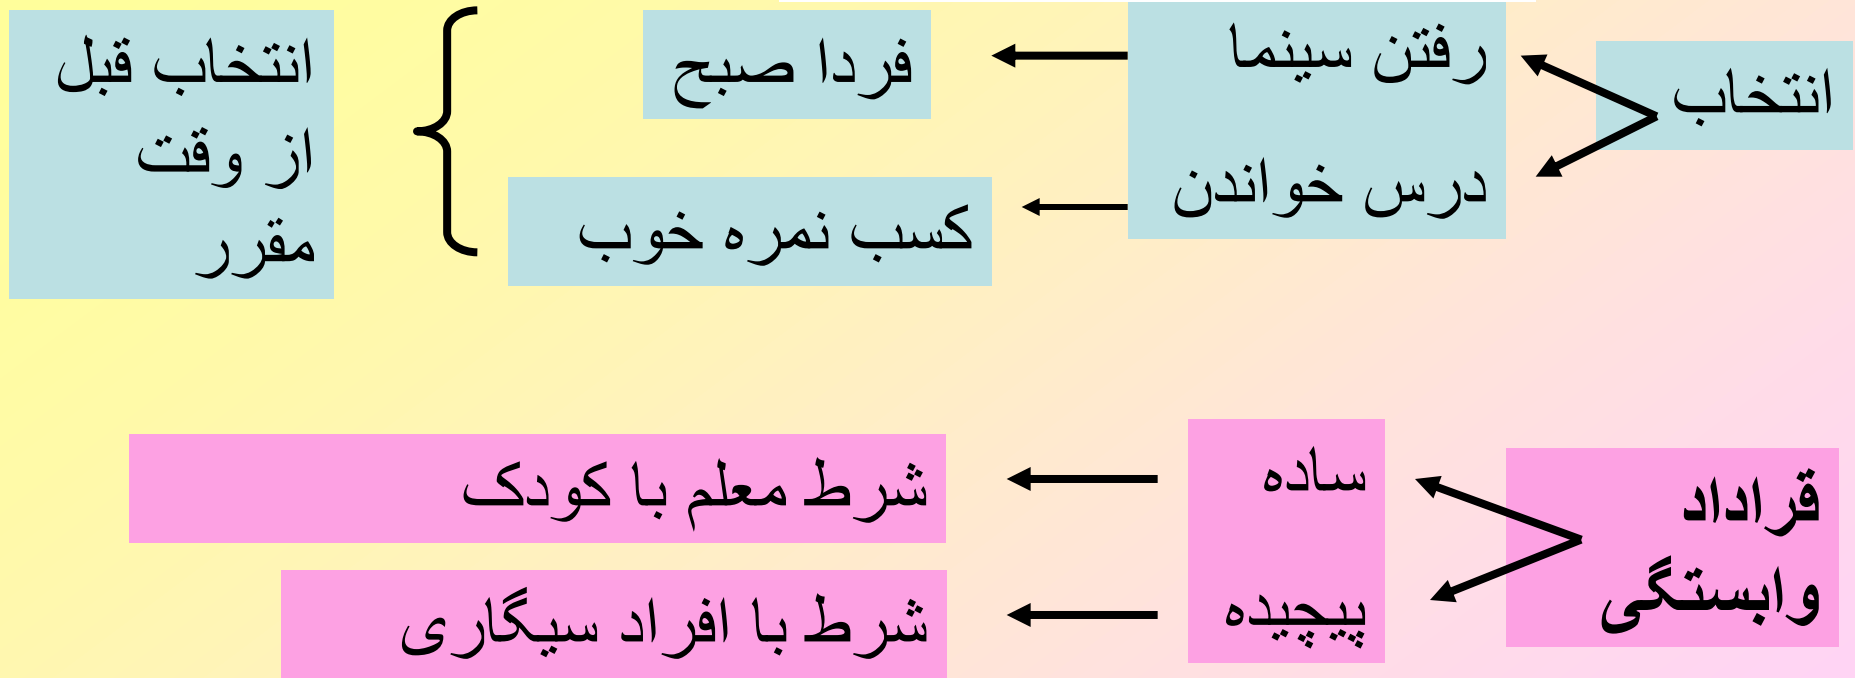 انتخاب
رفتن سینما
درس خواندن
فردا صبح
کسب نمره خوب
انتخاب قبل
از وقت
مقرر
قراداد
وابستگی
ساده
پیچیده
شرط معلم با کودک
شرط با افراد سیگاری